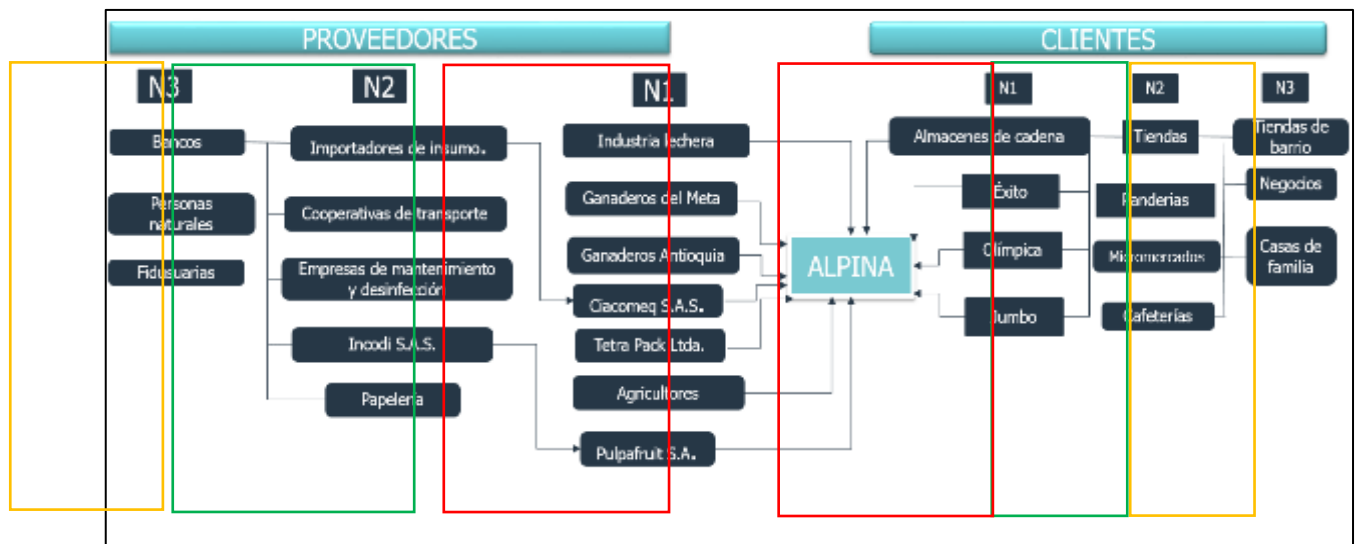 PROVEEDORES
CLIENTES
N3
N2
N1
N1
N2
N3
Bancos
Personas
naturales
Fidusuarias
Importadores de insumo.
Cooperativas de transporte
Empresas de mantenimiento
y desinfección
Incodi S.A.S.
Papeleria
Industria lechera
Ganaderos del Meta
Ganaderos Antioquia
Ciacomeq S.A.S.
Tetra Pack Ltda.
Agricultores
Pulpafruit S.A.
ALPINA
Almacenes de cadena
Éxito
Olímpica
Jumbo
Tiendas
Panderias
Micromercados
Cafeterías
Tiendas de
barrio
Negocios
Casas de
familia